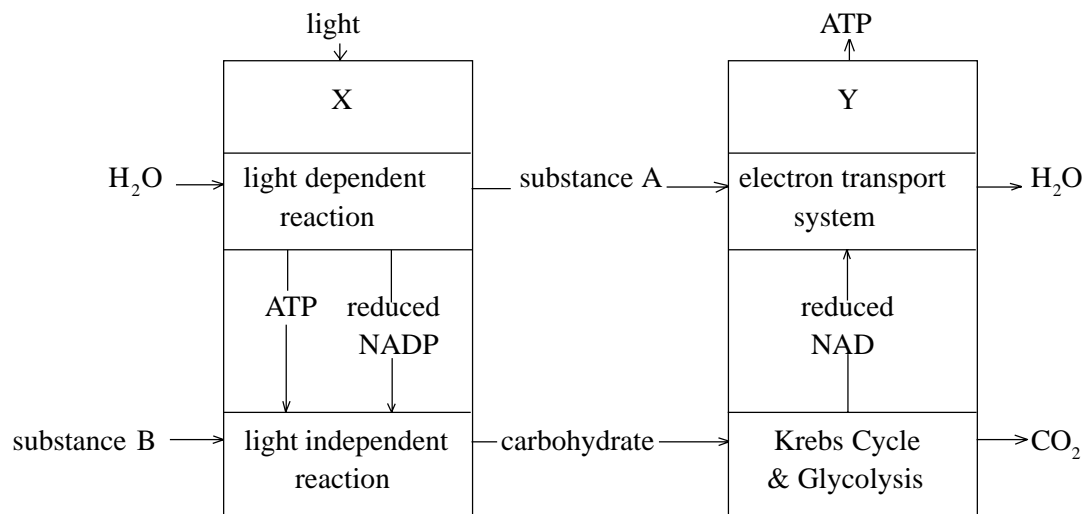 light
ATP
X
Y
H₂O
light dependent
reaction
substance A
electron transport
system
H₂O
ATP
reduced
NADP
reduced
NAD
substance B
light independent
reaction
carbohydrate
Krebs Cycle
& Glycolysis
CO₂